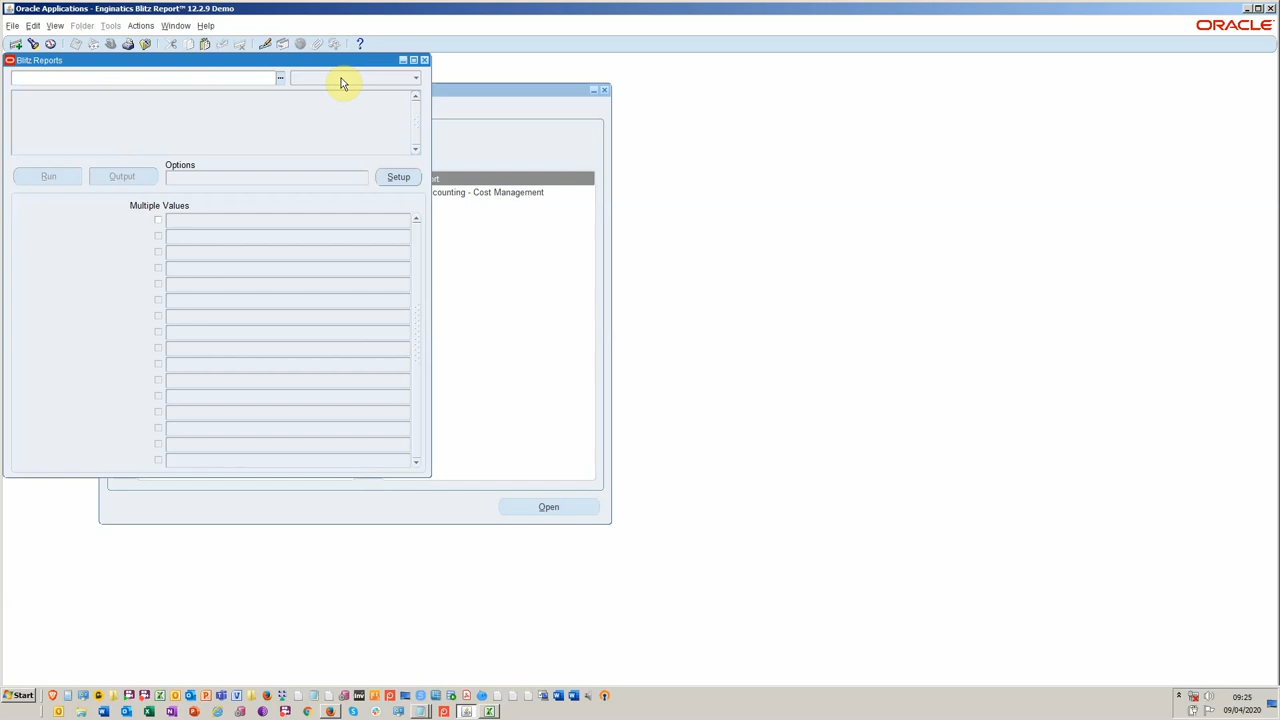 Oracle Applications - Enginatics Blitz Report™ 12.2.9 Demo
File Edit View Folder Tools Actions Window Help
ORACLE
Blitz Reports
Options
Run Output Setup
Multiple Values
ort
counting - Cost Management
Open
Start
09:25
09/04/2020